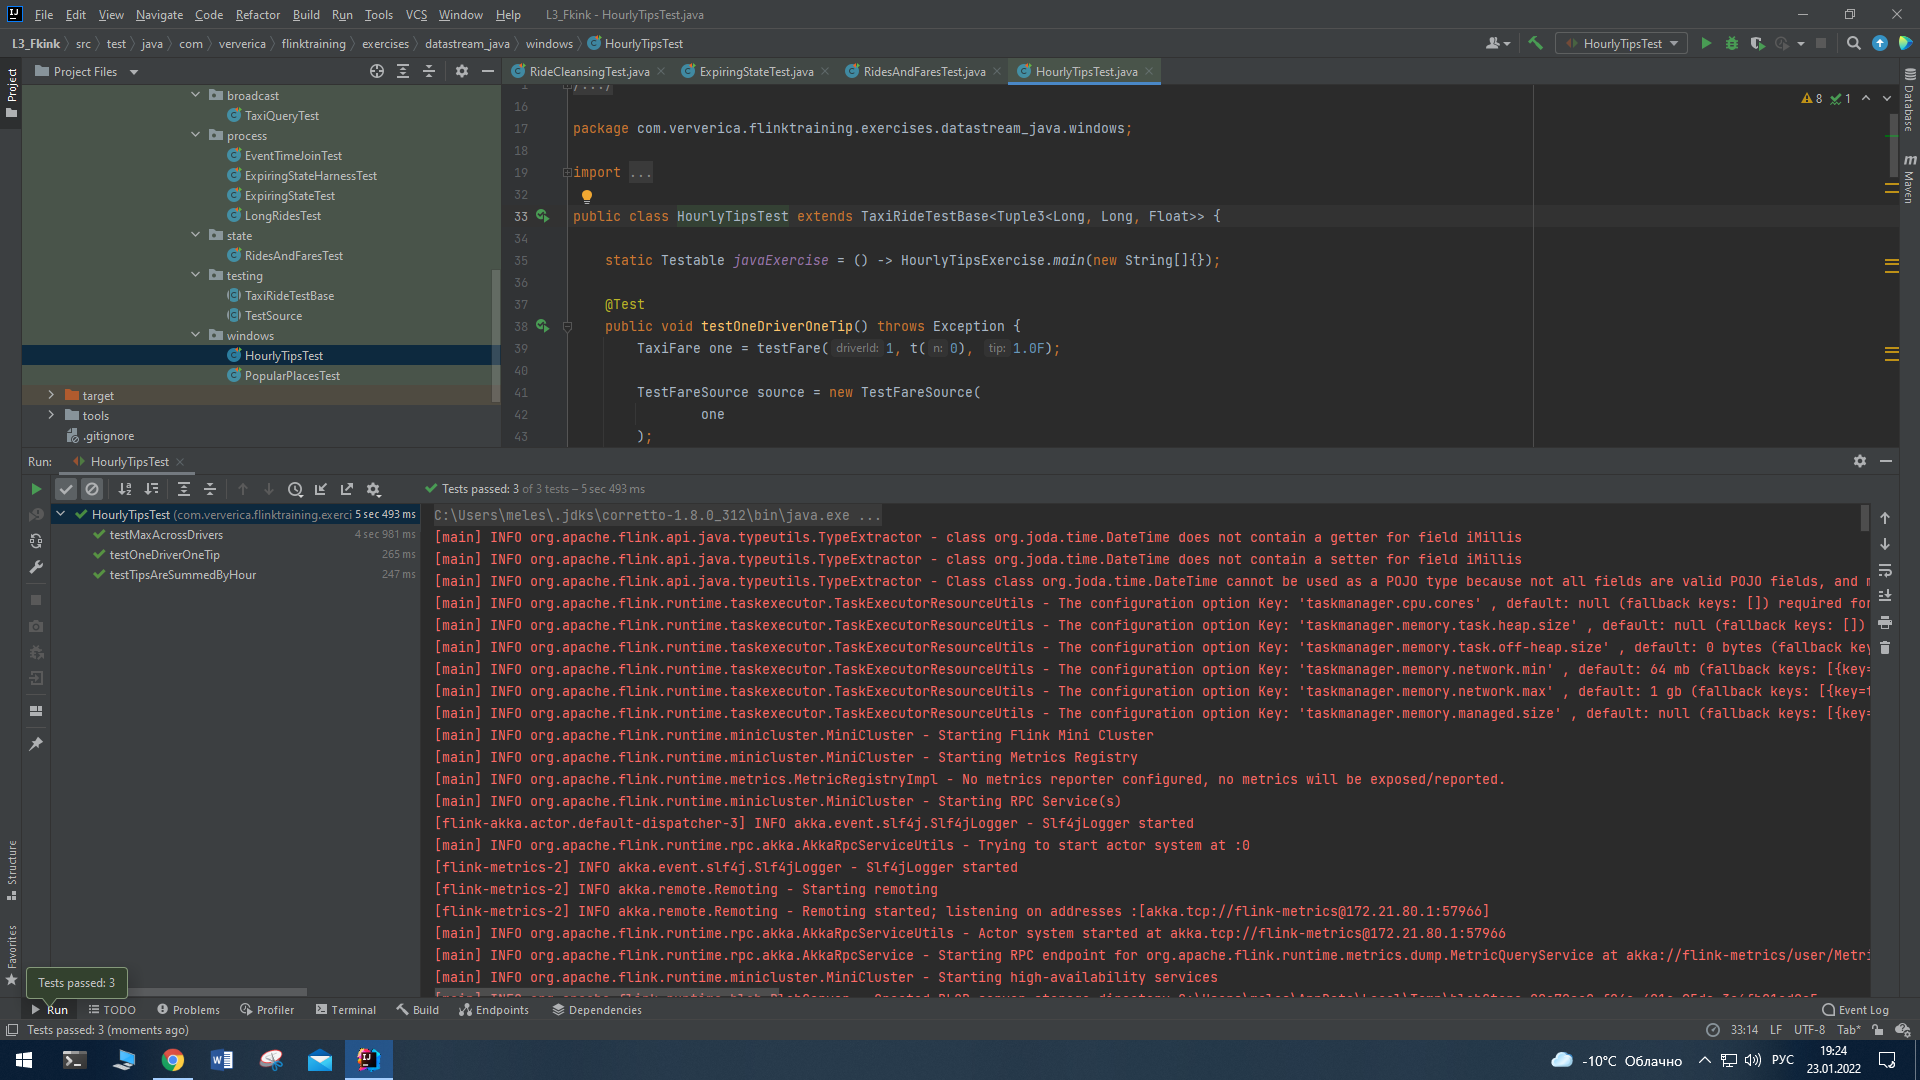 File Edit View Navigate Code Refactor Build Run Tools VCS Window Help L3_Fkink - HourlyTipsTest.java
L3_Fkink src test java com ververica flinktraining exercises datastream_java windows HourlyTipsTest
HourlyTipsTest
Project
Project Files
RideCleansingTest.java ExpiringStateTest.java RidesAndFaresTest.java HourlyTipsTest.java
broadcast
TaxiQueryTest
process
EventTimeJoinTest
ExpiringStateHarnessTest
ExpiringStateTest
LongRidesTest
state
RidesAndFaresTest
testing
TaxiRideTestBase
TestSource
windows
HourlyTipsTest
PopularPlacesTest
target
tools
.gitignore
8 1
Database
Maven
1 /.../
16
17 package com.ververica.flinktraining.exercises.datastream_java.windows;
18
19 import ...
32
33 public class HourlyTipsTest extends TaxiRideTestBase<Tuple3<Long, Long, Float>> {
34
35 static Testable javaExercise = () -> HourlyTipsExercise.main(new String[]{});
36
37 @Test
38 public void testOneDriverOneTip() throws Exception {
39 TaxiFare one = testFare( driverId: 1, t( n: 0), tip: 1.0F);
40
41 TestFareSource source = new TestFareSource(
42 one
43 );
Run: HourlyTipsTest
Tests passed: 3 of 3 tests – 5 sec 493 ms
HourlyTipsTest (com.ververica.flinktraining.exerci 5 sec 493 ms
testMaxAcrossDrivers 4 sec 981 ms
testOneDriverOneTip 265 ms
testTipsAreSummedByHour 247 ms
C:\Users\meles\.jdks\corretto-1.8.0_312\bin\java.exe ...
[main] INFO org.apache.flink.api.java.typeutils.TypeExtractor - class org.joda.time.DateTime does not contain a getter for field iMillis
[main] INFO org.apache.flink.api.java.typeutils.TypeExtractor - class org.joda.time.DateTime does not contain a setter for field iMillis
[main] INFO org.apache.flink.api.java.typeutils.TypeExtractor - Class class org.joda.time.DateTime cannot be used as a POJO type because not all fields are valid POJO fields, and m
[main] INFO org.apache.flink.runtime.taskexecutor.TaskExecutorResourceUtils - The configuration option Key: 'taskmanager.cpu.cores' , default: null (fallback keys: []) required for
[main] INFO org.apache.flink.runtime.taskexecutor.TaskExecutorResourceUtils - The configuration option Key: 'taskmanager.memory.task.heap.size' , default: null (fallback keys: [])
[main] INFO org.apache.flink.runtime.taskexecutor.TaskExecutorResourceUtils - The configuration option Key: 'taskmanager.memory.task.off-heap.size' , default: 0 bytes (fallback key
[main] INFO org.apache.flink.runtime.taskexecutor.TaskExecutorResourceUtils - The configuration option Key: 'taskmanager.memory.network.min' , default: 64 mb (fallback keys: [{key=
[main] INFO org.apache.flink.runtime.taskexecutor.TaskExecutorResourceUtils - The configuration option Key: 'taskmanager.memory.network.max' , default: 1 gb (fallback keys: [{key=t
[main] INFO org.apache.flink.runtime.taskexecutor.TaskExecutorResourceUtils - The configuration option Key: 'taskmanager.memory.managed.size' , default: null (fallback keys: [{key=
[main] INFO org.apache.flink.runtime.minicluster.MiniCluster - Starting Flink Mini Cluster
[main] INFO org.apache.flink.runtime.minicluster.MiniCluster - Starting Metrics Registry
[main] INFO org.apache.flink.runtime.metrics.MetricRegistryImpl - No metrics reporter configured, no metrics will be exposed/reported.
[main] INFO org.apache.flink.runtime.minicluster.MiniCluster - Starting RPC Service(s)
[flink-akka.actor.default-dispatcher-3] INFO akka.event.slf4j.Slf4jLogger - Slf4jLogger started
[main] INFO org.apache.flink.runtime.rpc.akka.AkkaRpcServiceUtils - Trying to start actor system at :0
[flink-metrics-2] INFO akka.event.slf4j.Slf4jLogger - Slf4jLogger started
[flink-metrics-2] INFO akka.remote.Remoting - Starting remoting
[flink-metrics-2] INFO akka.remote.Remoting - Remoting started; listening on addresses :[akka.tcp://flink-metrics@172.21.80.1:57966]
[main] INFO org.apache.flink.runtime.rpc.akka.AkkaRpcServiceUtils - Actor system started at akka.tcp://flink-metrics@172.21.80.1:57966
[main] INFO org.apache.flink.runtime.rpc.akka.AkkaRpcService - Starting RPC endpoint for org.apache.flink.runtime.metrics.dump.MetricQueryService at akka://flink-metrics/user/Metri
[main] INFO org.apache.flink.runtime.minicluster.MiniCluster - Starting high-availability services
Structure
Favorites
Tests passed: 3
Run TODO Problems Profiler Terminal Build Endpoints Dependencies Event Log
Tests passed: 3 (moments ago) 33:14 LF UTF-8 Tab*
-10°C Облачно РУС 19:24
23.01.2022